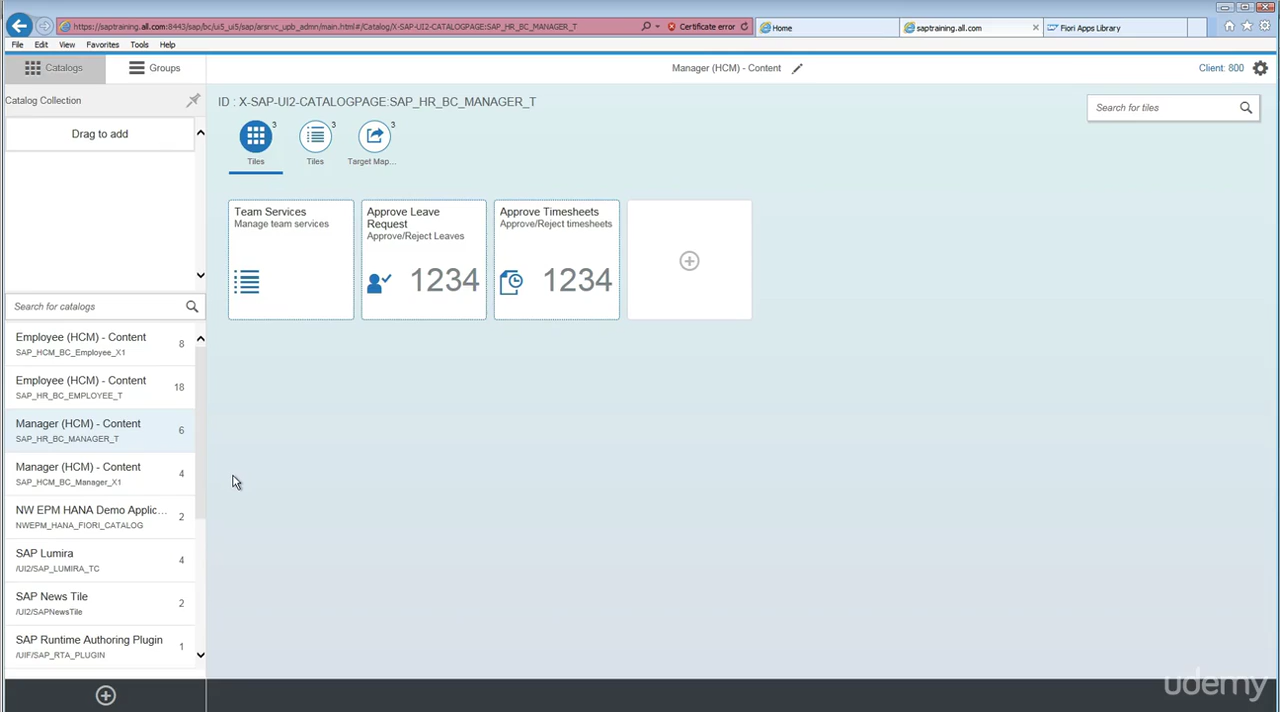 https://saptraining.all.com:8443/sap/bc/ui5_ui5/sap/arsrvc_upb_admin/main.html#/Catalog/X-SAP-UI2-CATALOGPAGE:SAP_HR_BC_MANAGER_T
Certificate error
Home
saptraining.all.com
Fiori Apps Library
File Edit View Favorites Tools Help
Catalogs
Groups
Manager (HCM) - Content
Client: 800
Catalog Collection
ID : X-SAP-UI2-CATALOGPAGE:SAP_HR_BC_MANAGER_T
Search for tiles
Drag to add
3
Tiles
3
Tiles
3
Target Map...
Team Services
Manage team services
Approve Leave
Request
Approve/Reject Leaves
1234
Approve Timesheets
Approve/Reject timesheets
1234
Search for catalogs
Employee (HCM) - Content
SAP_HCM_BC_Employee_X1
8
Employee (HCM) - Content
SAP_HR_BC_EMPLOYEE_T
18
Manager (HCM) - Content
SAP_HR_BC_MANAGER_T
6
Manager (HCM) - Content
SAP_HCM_BC_Manager_X1
4
NW EPM HANA Demo Applic...
NWEPM_HANA_FIORI_CATALOG
2
SAP Lumira
/UI2/SAP_LUMIRA_TC
4
SAP News Tile
/UI2/SAPNewsTile
2
SAP Runtime Authoring Plugin
/UIF/SAP_RTA_PLUGIN
1
udemy